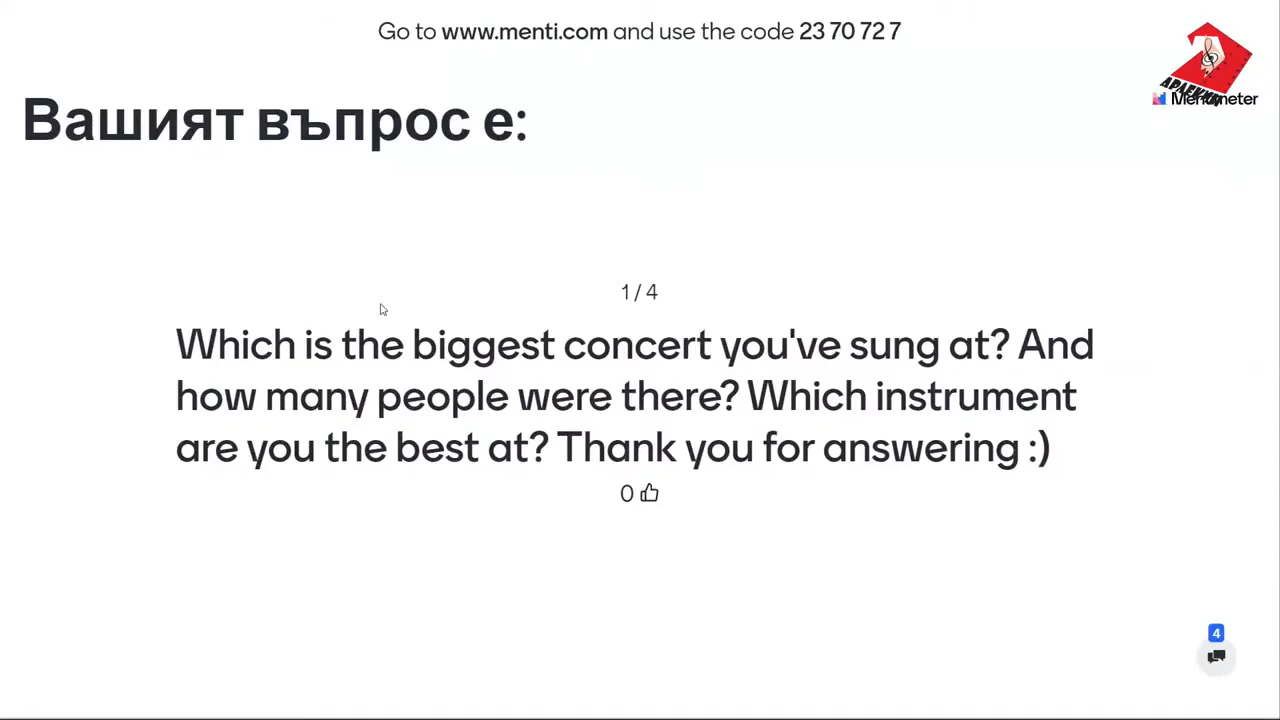 Go to www.menti.com and use the code 23 70 72 7
АРЛЕКИН
Mentimeter
Вашият въпрос е:
1 / 4
Which is the biggest concert you've sung at? And
how many people were there? Which instrument
are you the best at? Thank you for answering :)
0
4